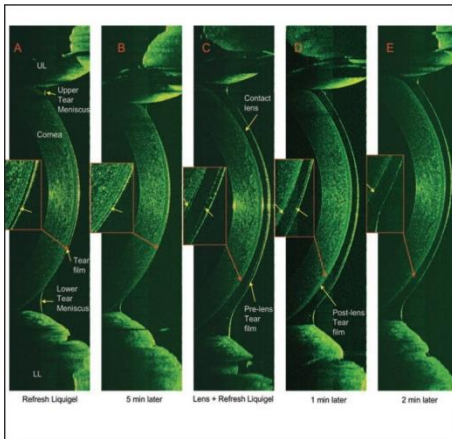 A
B
C
D
E
UL
Upper
Tear
Meniscus
Cornea
Contact
lens
Tear
film
Lower
Tear
Meniscus
Pre-lens
Tear
film
Post-lens
Tear
film
LL
Refresh Liquigel
5 min later
Lens + Refresh Liquigel
1 min later
2 min later